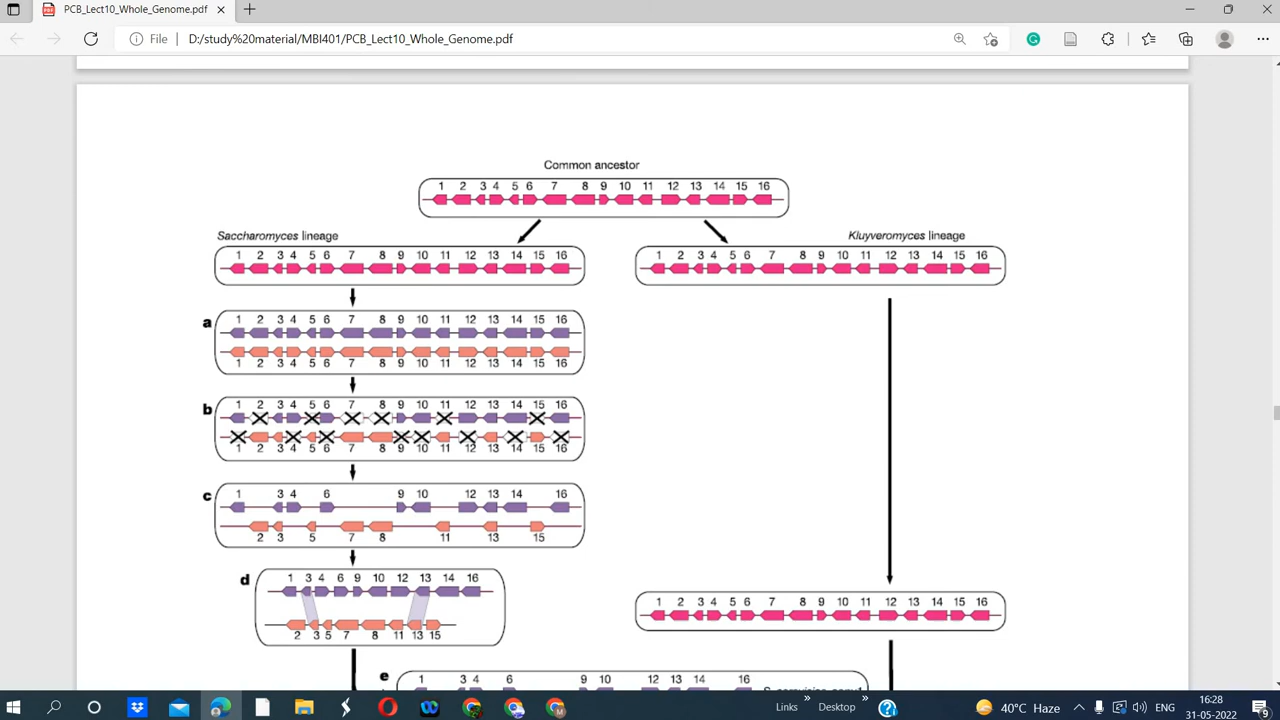 PCB_Lect10_Whole_Genome.pdf
File D:/study%20material/MBI401/PCB_Lect10_Whole_Genome.pdf
Common ancestor
1 2 3 4 5 6 7 8 9 10 11 12 13 14 15 16
Saccharomyces lineage
Kluyveromyces lineage
1 2 3 4 5 6 7 8 9 10 11 12 13 14 15 16
1 2 3 4 5 6 7 8 9 10 11 12 13 14 15 16
a
1 2 3 4 5 6 7 8 9 10 11 12 13 14 15 16
1 2 3 4 5 6 7 8 9 10 11 12 13 14 15 16
b
1 2 3 4 5 6 7 8 9 10 11 12 13 14 15 16
1 2 3 4 5 6 7 8 9 10 11 12 13 14 15 16
c
1 3 4 6 9 10 12 13 14 16
2 3 5 7 8 11 13 15
d
1 3 4 6 9 10 12 13 14 16
2 3 5 7 8 11 13 15
1 2 3 4 5 6 7 8 9 10 11 12 13 14 15 16
e
1 3 4 6 9 10 12 13 14 16
Links
Desktop
40°C Haze
ENG
16:28
31-05-2022
9